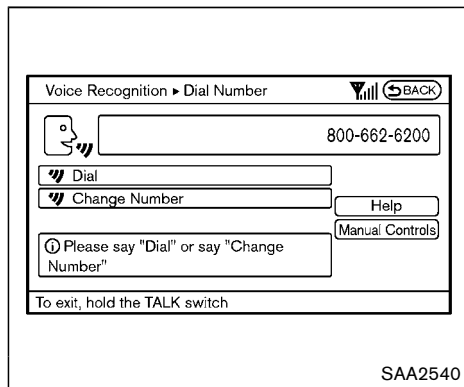 Voice Recognition ▸ Dial Number
BACK
800-662-6200
Dial
Change Number
Help
Manual Controls
Please say "Dial" or say "Change
Number"
To exit, hold the TALK switch
SAA2540